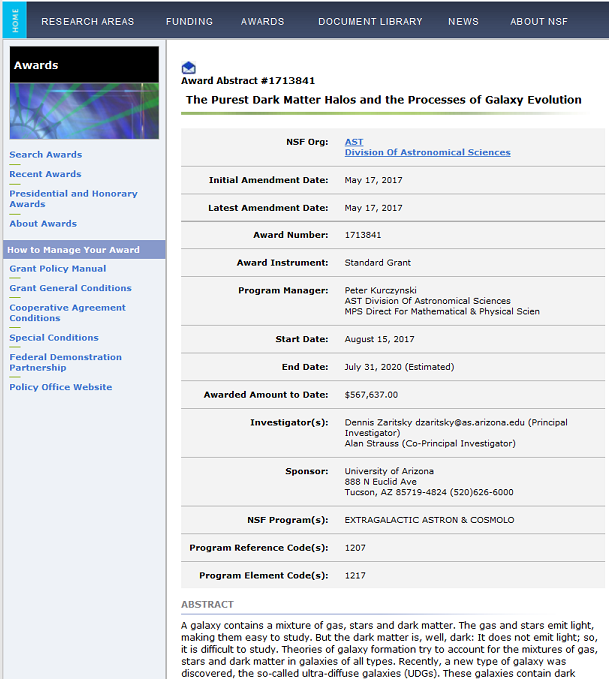 HOME
RESEARCH AREAS FUNDING AWARDS DOCUMENT LIBRARY NEWS ABOUT NSF
Awards
Search Awards
Recent Awards
Presidential and Honorary
Awards
About Awards
How to Manage Your Award
Grant Policy Manual
Grant General Conditions
Cooperative Agreement
Conditions
Special Conditions
Federal Demonstration
Partnership
Policy Office Website
Award Abstract #1713841
The Purest Dark Matter Halos and the Processes of Galaxy Evolution
NSF Org: AST
Division Of Astronomical Sciences
Initial Amendment Date: May 17, 2017
Latest Amendment Date: May 17, 2017
Award Number: 1713841
Award Instrument: Standard Grant
Program Manager: Peter Kurczynski
AST Division Of Astronomical Sciences
MPS Direct For Mathematical & Physical Scien
Start Date: August 15, 2017
End Date: July 31, 2020 (Estimated)
Awarded Amount to Date: $567,637.00
Investigator(s): Dennis Zaritsky dzaritsky@as.arizona.edu (Principal
Investigator)
Alan Strauss (Co-Principal Investigator)
Sponsor: University of Arizona
888 N Euclid Ave
Tucson, AZ 85719-4824 (520)626-6000
NSF Program(s): EXTRAGALACTIC ASTRON & COSMOLO
Program Reference Code(s): 1207
Program Element Code(s): 1217
ABSTRACT
A galaxy contains a mixture of gas, stars and dark matter. The gas and stars emit light,
making them easy to study. But the dark matter is, well, dark: It does not emit light; so,
it is difficult to study. Theories of galaxy formation try to account for the mixtures of gas,
stars and dark matter in galaxies of all types. Recently, a new type of galaxy was
discovered, the so-called ultra-diffuse galaxies (UDGs). These galaxies contain dark